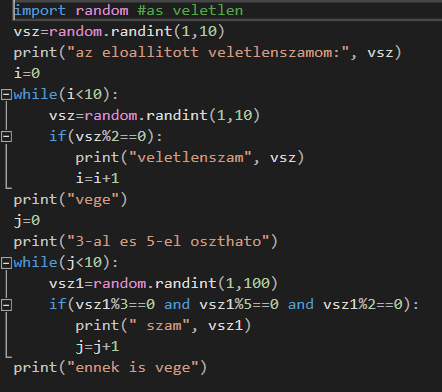 import random #as veletlen
vsz=random.randint(1,10)
print("az eloallitott veletlenszamom:", vsz)
i=0
while(i<10):
    vsz=random.randint(1,10)
    if(vsz%2==0):
       print("veletlenszam", vsz)
       i=i+1
print("vege")
j=0
print("3-al es 5-el oszthato")
while(j<10):
    vsz1=random.randint(1,100)
    if(vsz1%3==0 and vsz1%5==0 and vsz1%2==0):
       print(" szam", vsz1)
       j=j+1
print("ennek is vege")